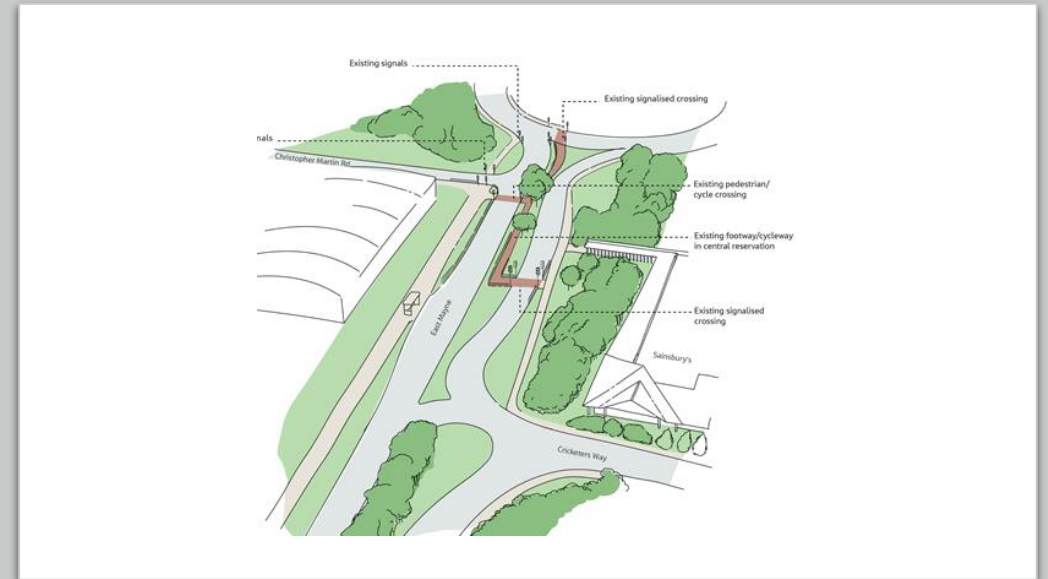 Existing signals
Existing signalised crossing
nals
Christopher Martin Rd
Existing pedestrian/
cycle crossing
Existing footway/cycleway
in central reservation
East Mayne
Existing signalised
crossing
Sainsbury's
Cricketers Way